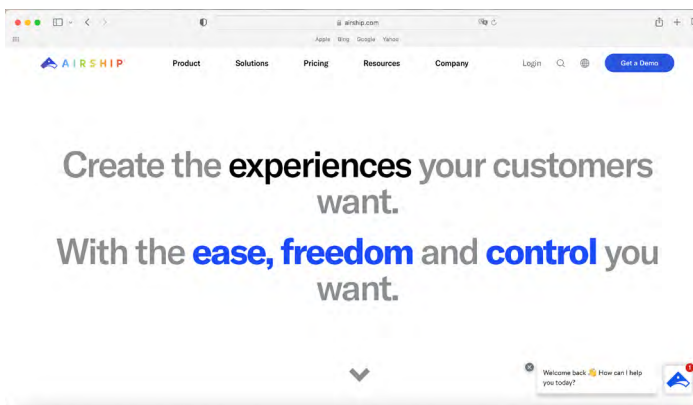 airship.com
Apple Bing Google Yahoo
AIRSHIP
Product Solutions Pricing Resources Company Login Get a Demo
Create the experiences your customers
want.
With the ease, freedom and control you
want.
Welcome back 👋 How can I help
you today?
1